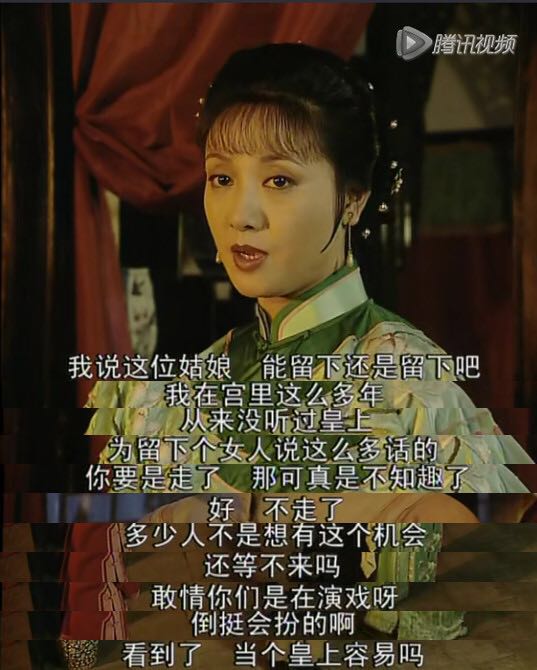 腾讯视频
我说这位姑娘 能留下还是留下吧
我在宫里这么多年
从来没听过皇上
为留下个女人说这么多话的
你要是走了 那可真是不知趣了
好 不走了
多少人不是想有这个机会
还等不来吗
敢情你们是在演戏呀
倒挺会扮的啊
看到了 当个皇上容易吗